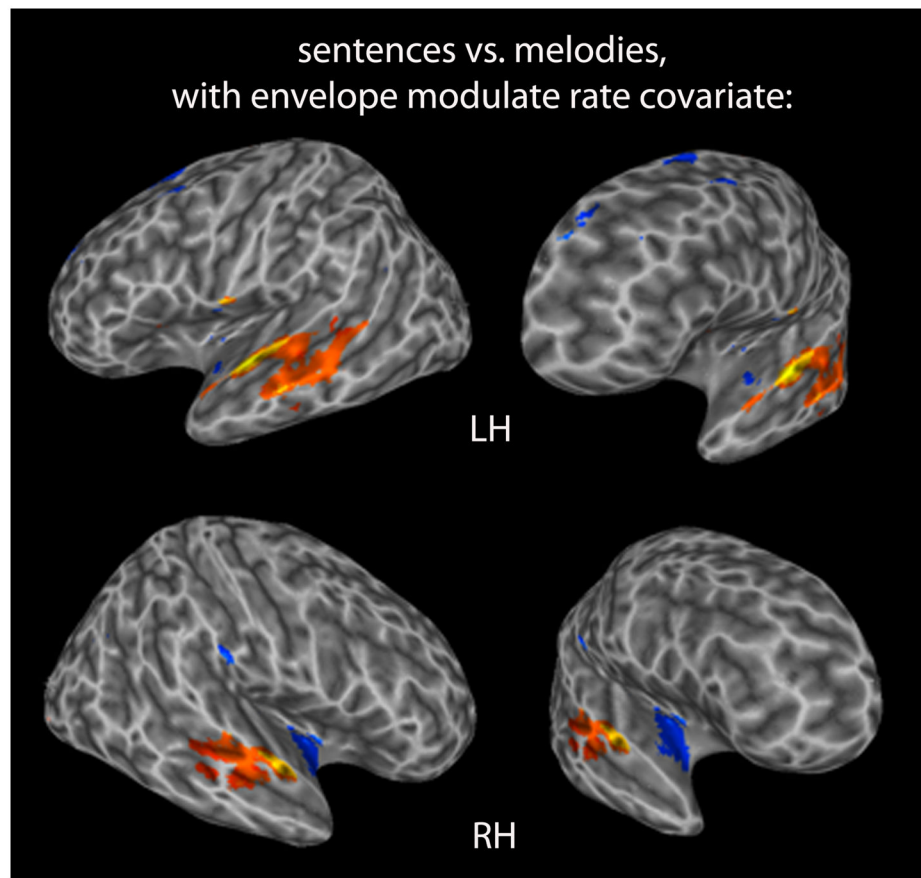 sentences vs. melodies,
with envelope modulate rate covariate:
LH
RH